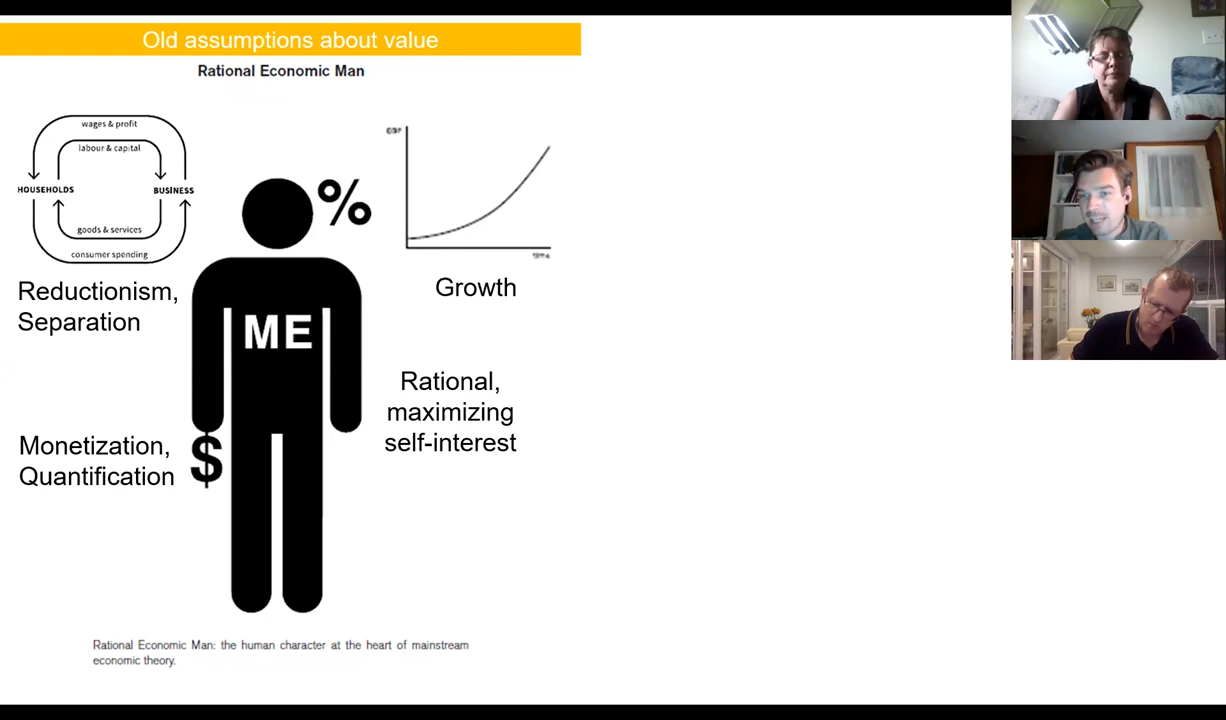 Old assumptions about value
Rational Economic Man
wages & profit
labour & capital
HOUSEHOLDS
BUSINESS
goods & services
consumer spending
%
GDP
time
Reductionism,
Separation
Growth
ME
Rational,
maximizing
self-interest
Monetization,
Quantification
$
Rational Economic Man: the human character at the heart of mainstream
economic theory.